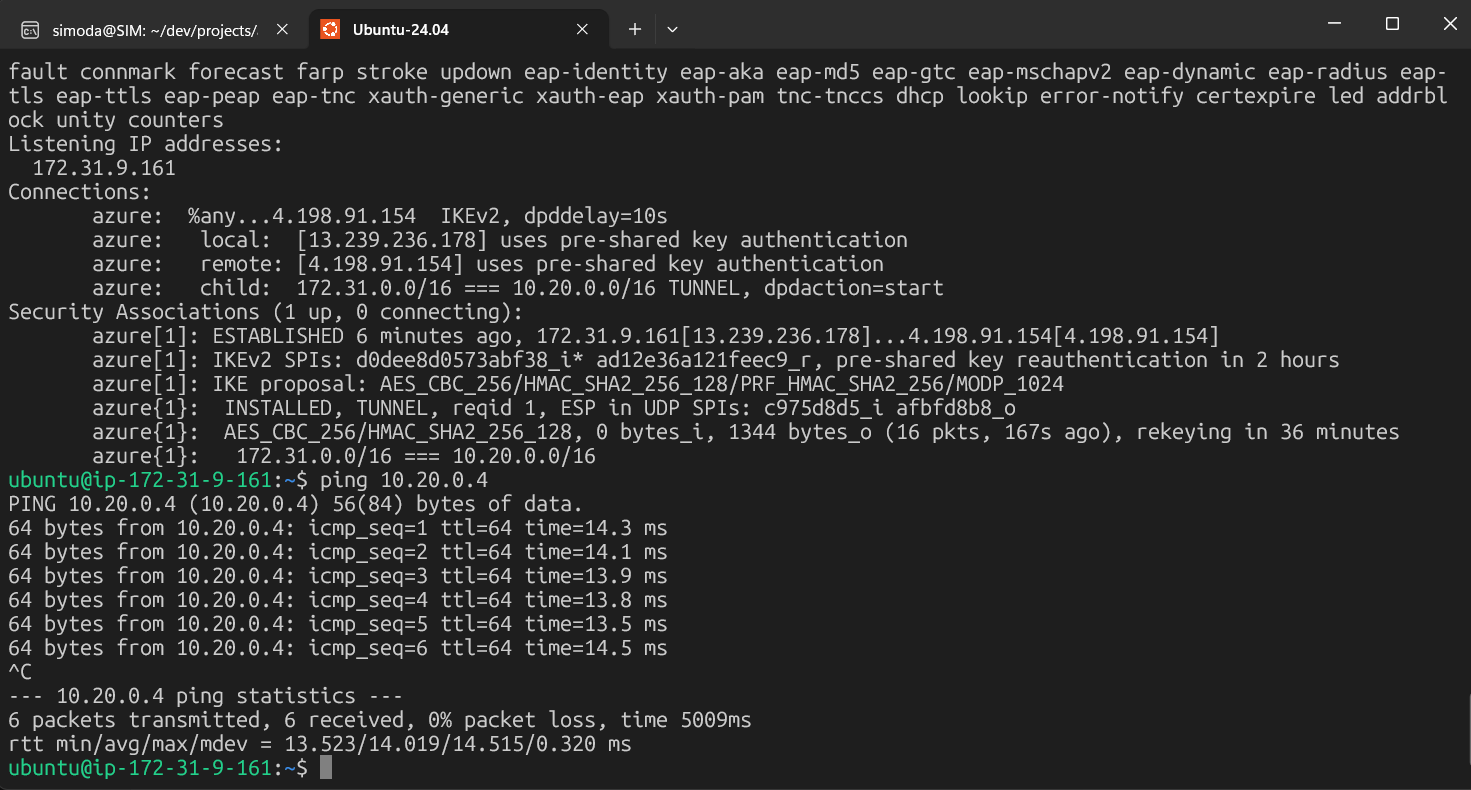 simoda@SIM: ~/dev/projects/
Ubuntu-24.04
fault connmark forecast farp stroke updown eap-identity eap-aka eap-md5 eap-gtc eap-mschapv2 eap-dynamic eap-radius eap-
tls eap-ttls eap-peap eap-tnc xauth-generic xauth-eap xauth-pam tnc-tnccs dhcp lookip error-notify certexpire led addrbl
ock unity counters
Listening IP addresses:
  172.31.9.161
Connections:
       azure:  %any...4.198.91.154  IKEv2, dpddelay=10s
       azure:   local:  [13.239.236.178] uses pre-shared key authentication
       azure:   remote: [4.198.91.154] uses pre-shared key authentication
       azure:   child:  172.31.0.0/16 === 10.20.0.0/16 TUNNEL, dpdaction=start
Security Associations (1 up, 0 connecting):
       azure[1]: ESTABLISHED 6 minutes ago, 172.31.9.161[13.239.236.178]...4.198.91.154[4.198.91.154]
       azure[1]: IKEv2 SPIs: d0dee8d0573abf38_i* ad12e36a121feec9_r, pre-shared key reauthentication in 2 hours
       azure[1]: IKE proposal: AES_CBC_256/HMAC_SHA2_256_128/PRF_HMAC_SHA2_256/MODP_1024
       azure{1}:  INSTALLED, TUNNEL, reqid 1, ESP in UDP SPIs: c975d8d5_i afbfd8b8_o
       azure{1}:  AES_CBC_256/HMAC_SHA2_256_128, 0 bytes_i, 1344 bytes_o (16 pkts, 167s ago), rekeying in 36 minutes
       azure{1}:   172.31.0.0/16 === 10.20.0.0/16
ubuntu@ip-172-31-9-161:~$ ping 10.20.0.4
PING 10.20.0.4 (10.20.0.4) 56(84) bytes of data.
64 bytes from 10.20.0.4: icmp_seq=1 ttl=64 time=14.3 ms
64 bytes from 10.20.0.4: icmp_seq=2 ttl=64 time=14.1 ms
64 bytes from 10.20.0.4: icmp_seq=3 ttl=64 time=13.9 ms
64 bytes from 10.20.0.4: icmp_seq=4 ttl=64 time=13.8 ms
64 bytes from 10.20.0.4: icmp_seq=5 ttl=64 time=13.5 ms
64 bytes from 10.20.0.4: icmp_seq=6 ttl=64 time=14.5 ms
^C
--- 10.20.0.4 ping statistics ---
6 packets transmitted, 6 received, 0% packet loss, time 5009ms
rtt min/avg/max/mdev = 13.523/14.019/14.515/0.320 ms
ubuntu@ip-172-31-9-161:~$